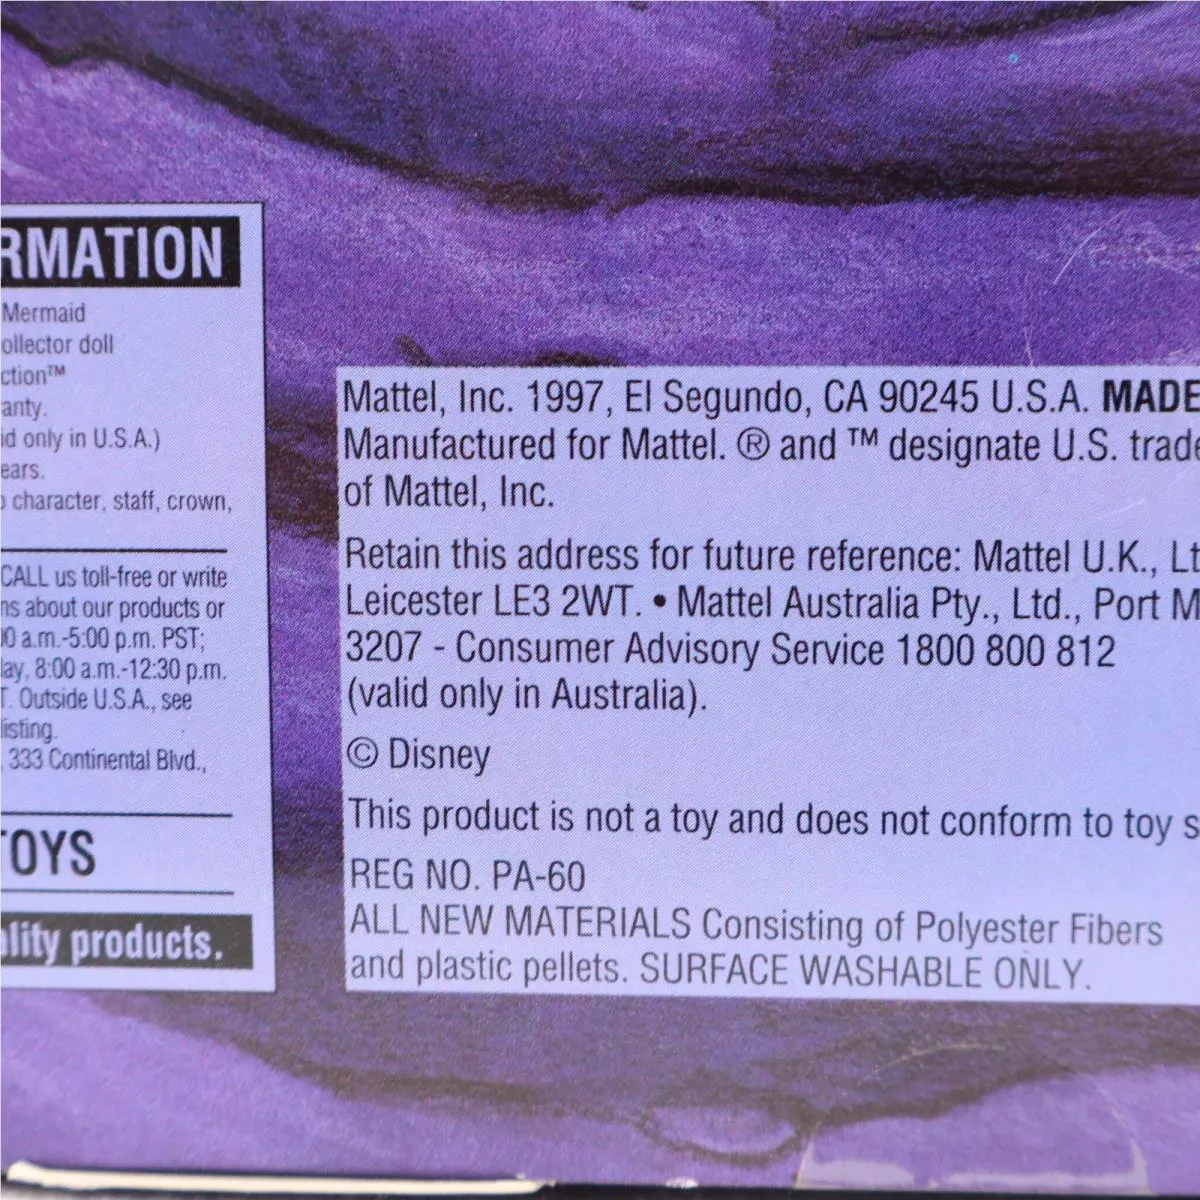 RMATION
Mermaid
ollector doll
ction™
anty.
id only in U.S.A.)
ears.
character, staff, crown,
CALL us toll-free or write
ns about our products or
0 a.m.-5:00 p.m. PST;
lay, 8:00 a.m.-12:30 p.m.
T. Outside U.S.A., see
listing.
333 Continental Blvd.,
TOYS
ality products.
Mattel, Inc. 1997, El Segundo, CA 90245 U.S.A. MADE
Manufactured for Mattel. ® and ™ designate U.S. trade
of Mattel, Inc.
Retain this address for future reference: Mattel U.K., Lt
Leicester LE3 2WT. • Mattel Australia Pty., Ltd., Port M
3207 - Consumer Advisory Service 1800 800 812
(valid only in Australia).
© Disney
This product is not a toy and does not conform to toy s
REG NO. PA-60
ALL NEW MATERIALS Consisting of Polyester Fibers
and plastic pellets. SURFACE WASHABLE ONLY.